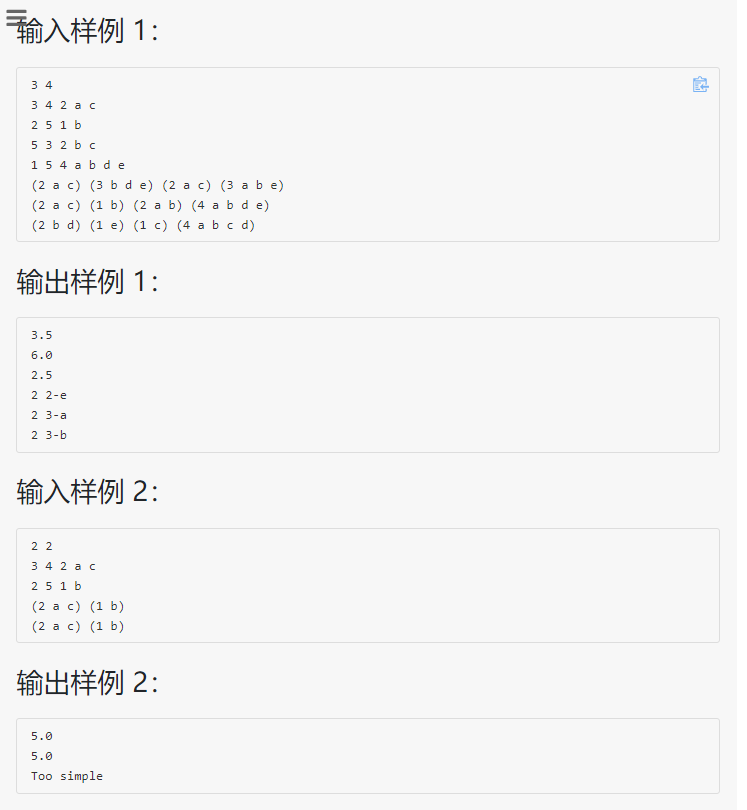 输入样例 1：
3 4
3 4 2 a c
2 5 1 b
5 3 2 b c
1 5 4 a b d e
(2 a c) (3 b d e) (2 a c) (3 a b e)
(2 a c) (1 b) (2 a b) (4 a b d e)
(2 b d) (1 e) (1 c) (4 a b c d)
输出样例 1：
3.5
6.0
2.5
2 2-e
2 3-a
2 3-b
输入样例 2：
2 2
3 4 2 a c
2 5 1 b
(2 a c) (1 b)
(2 a c) (1 b)
输出样例 2：
5.0
5.0
Too simple